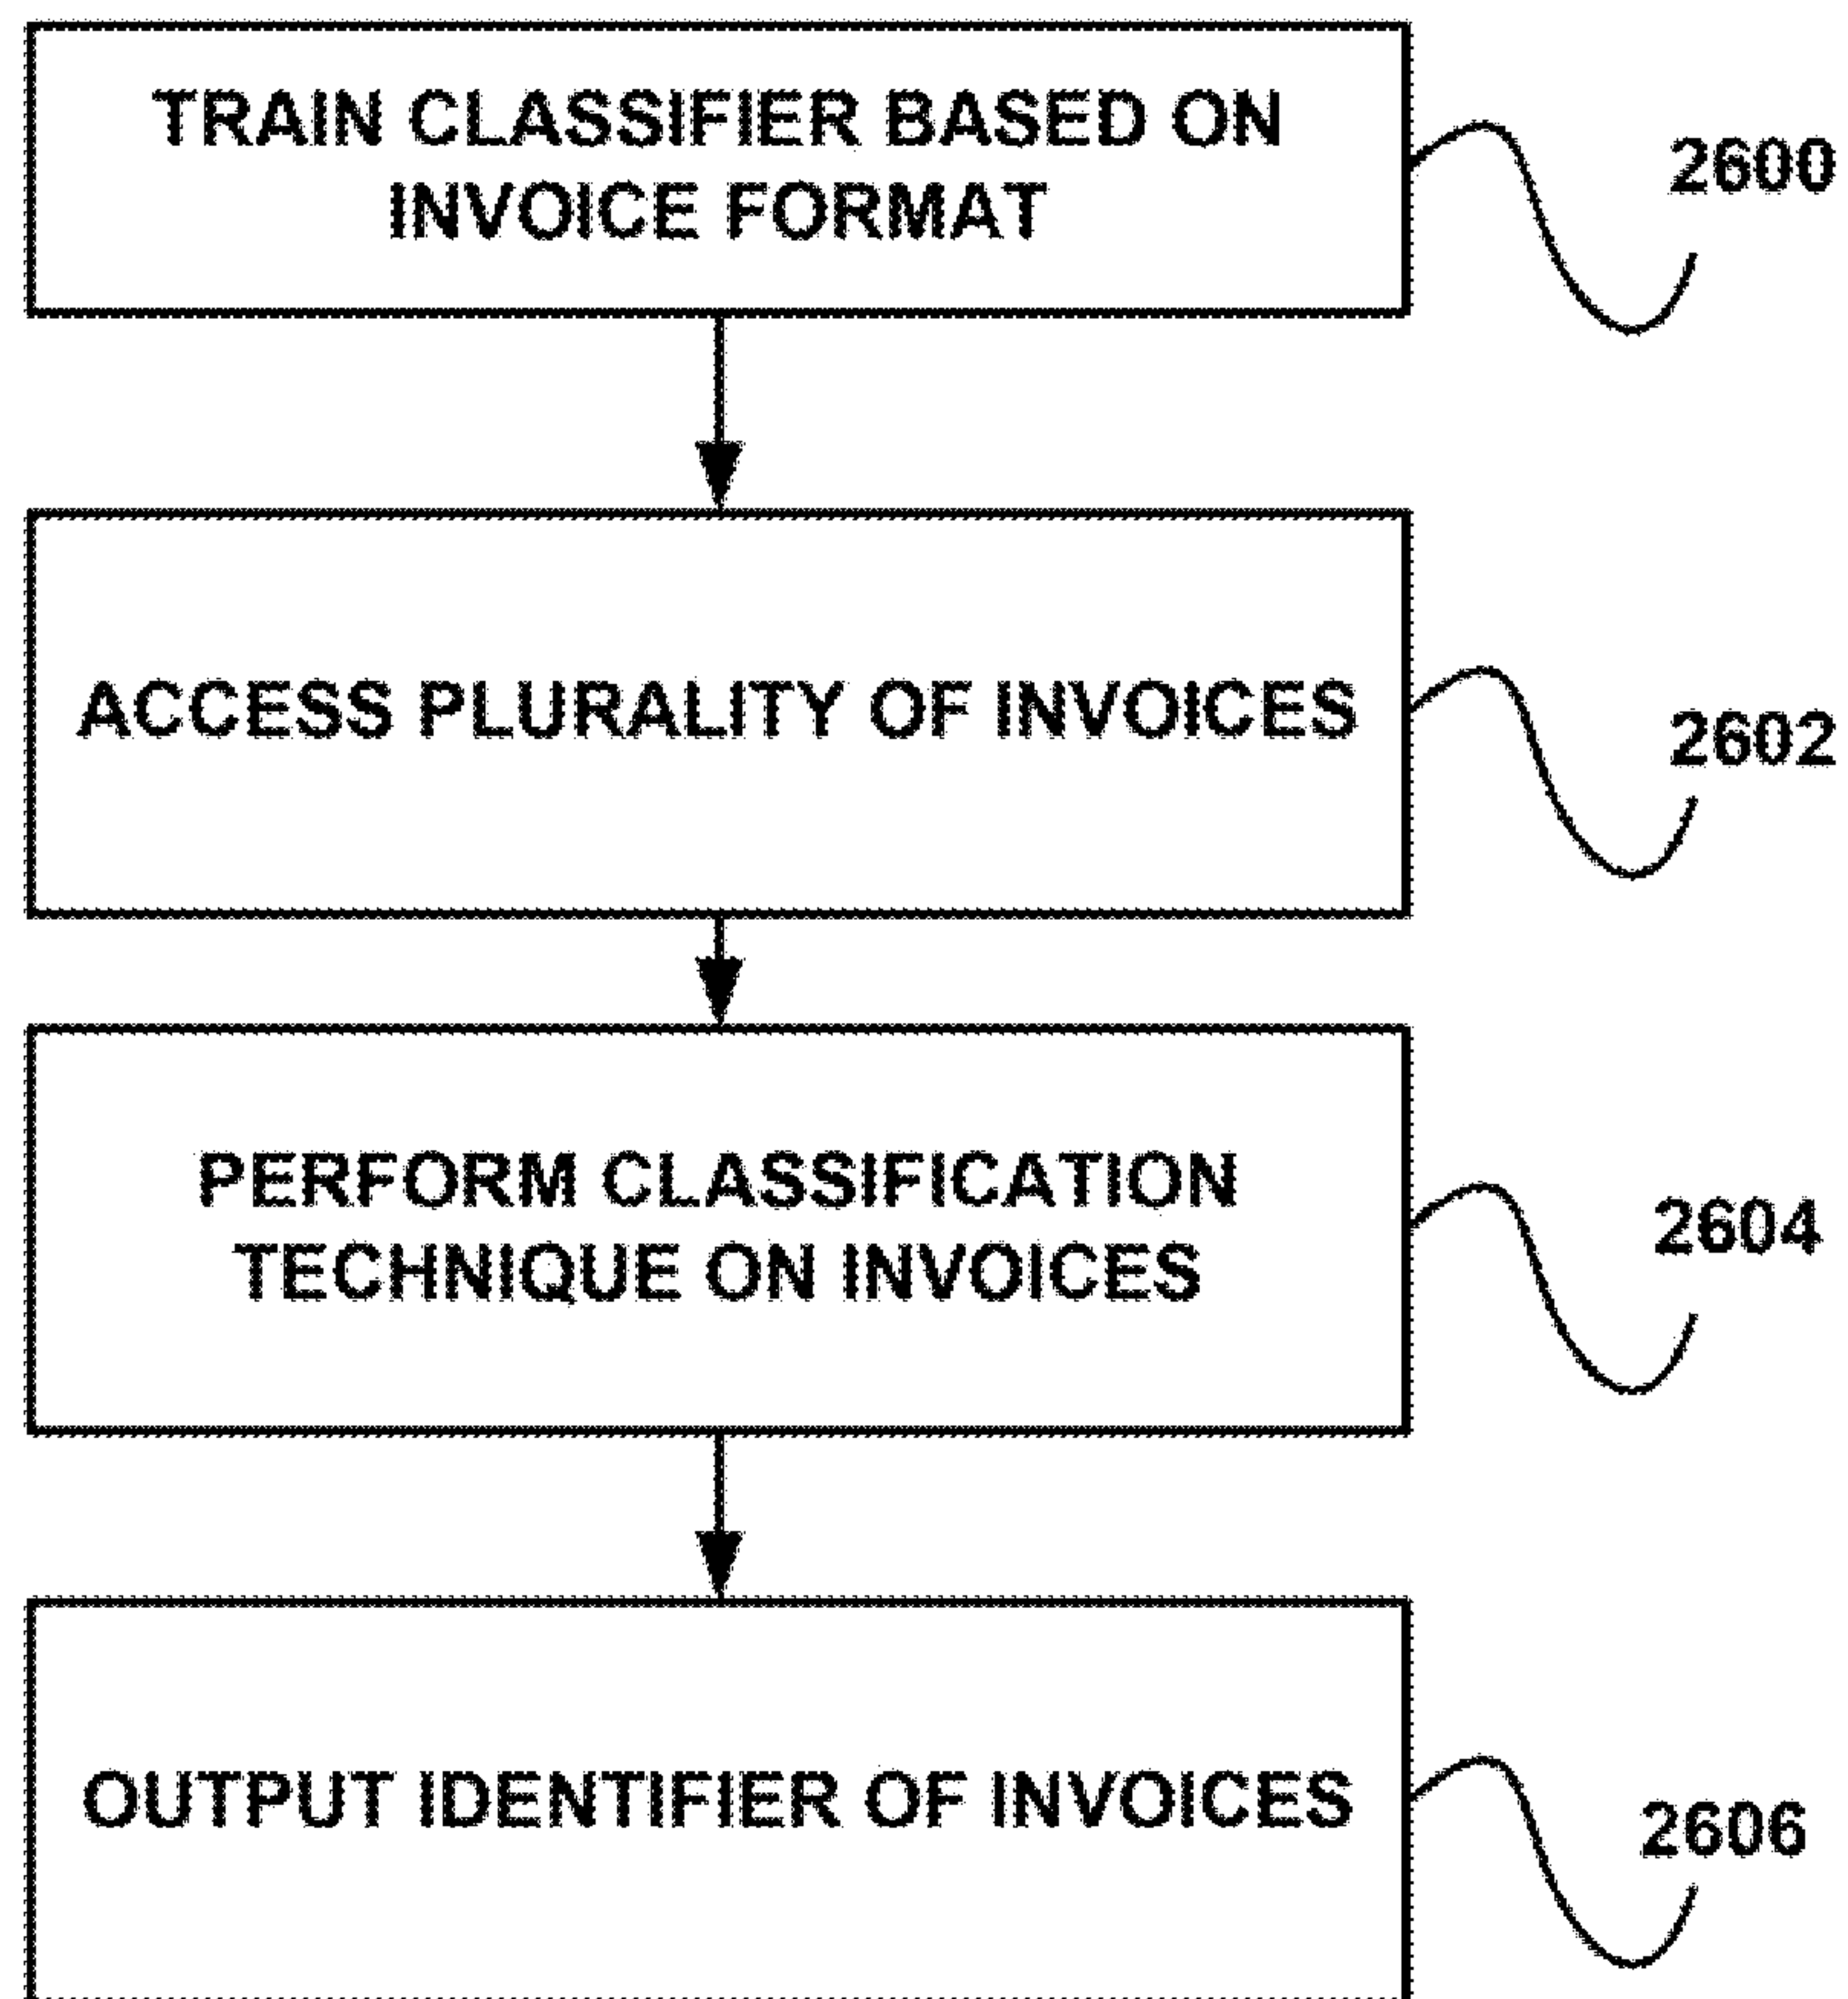 TRAIN CLASSIFIER BASED ON
INVOICE FORMAT
2600
ACCESS PLURALITY OF INVOICES
2602
PERFORM CLASSIFICATION
TECHNIQUE ON INVOICES
2604
OUTPUT IDENTIFIER OF INVOICES
2606